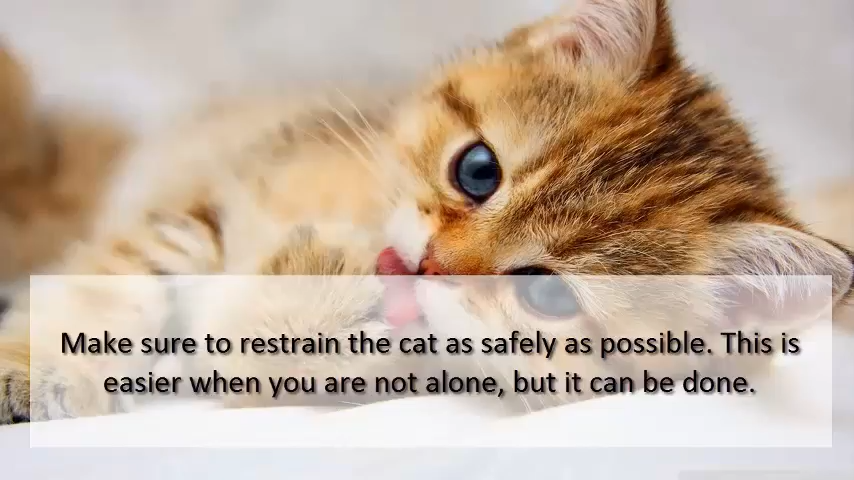 Make sure to restrain the cat as safely as possible. This is
easier when you are not alone, but it can be done.